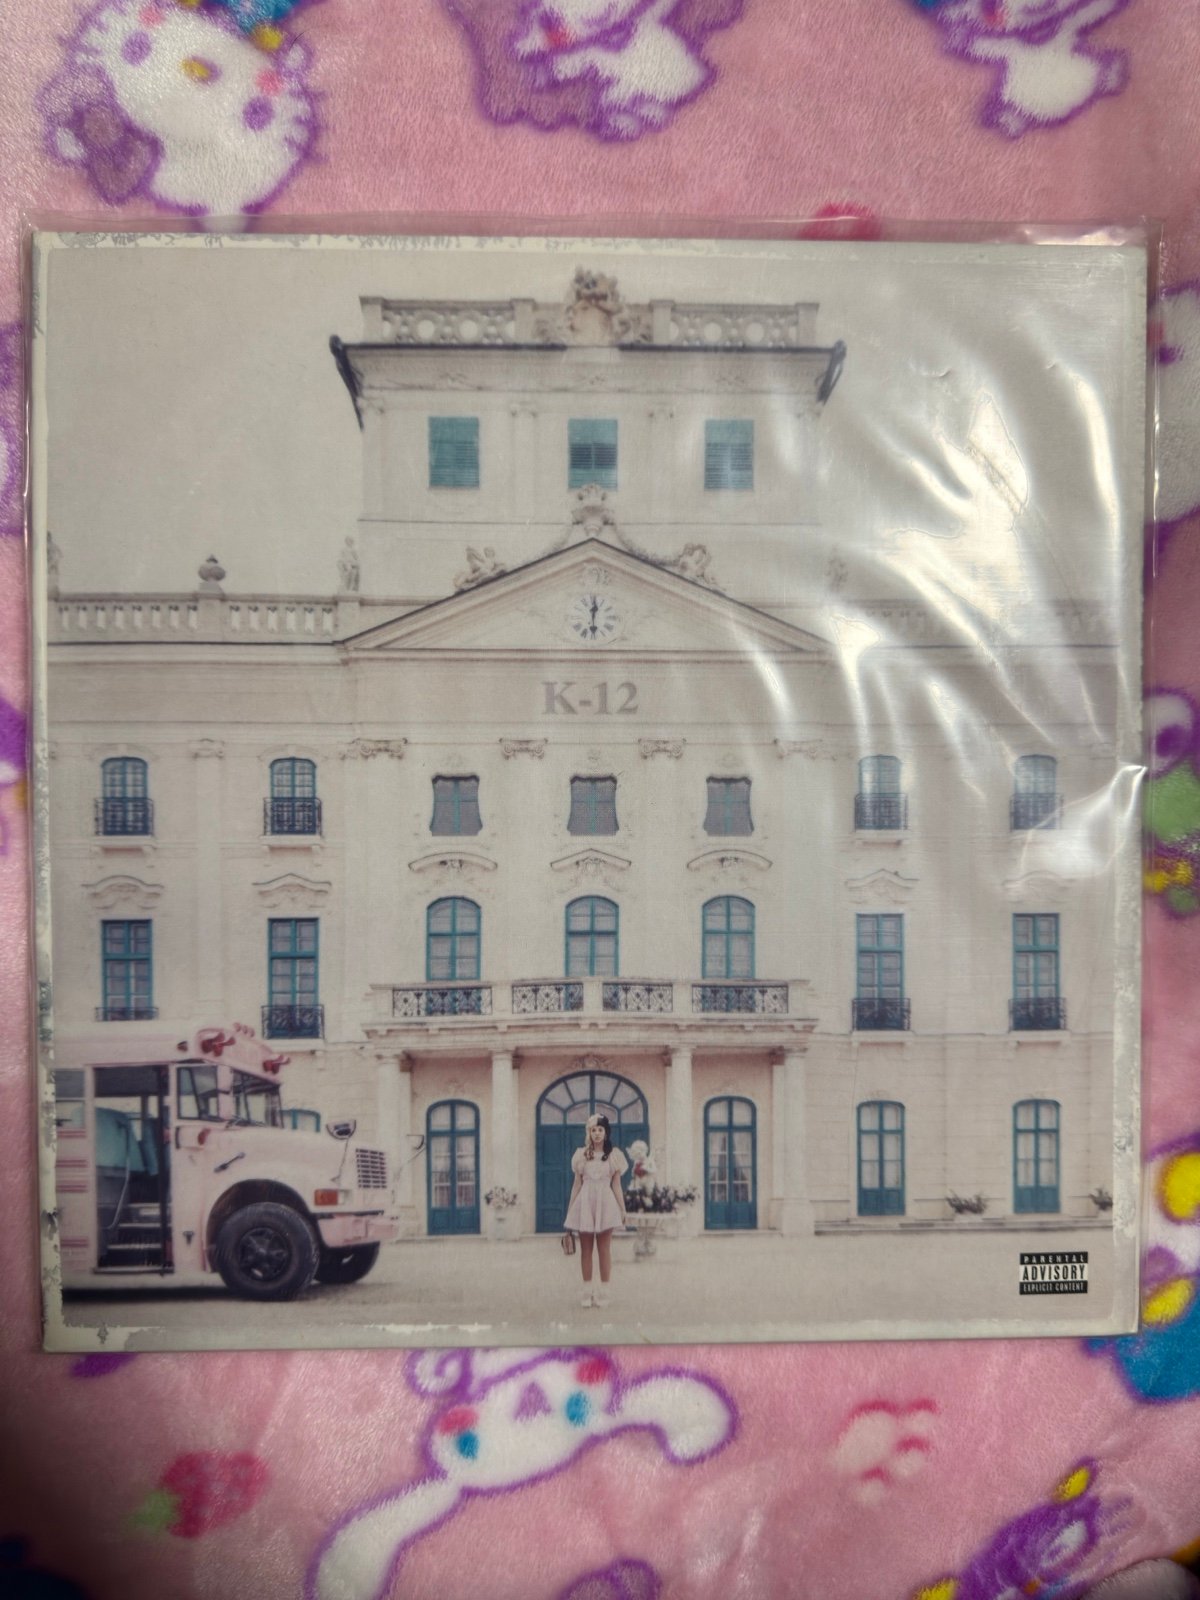 K-12
PARENTAL
ADVISORY
EXPLICIT CONTENT